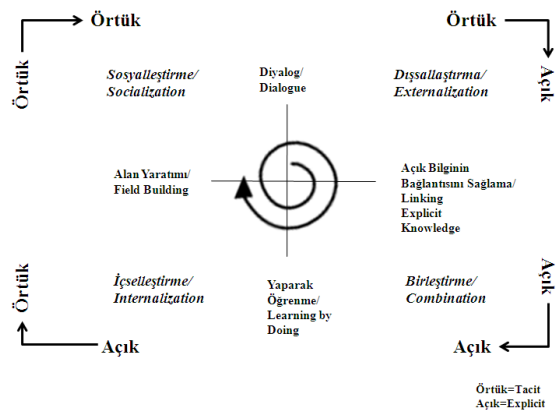 Örtük
Örtük
Örtük
Açık
Sosyalleştirme/
Socialization
Diyalog/
Dialogue
Dışsallaştırma/
Externalization
Alan Yaratımı/
Field Building
Açık Bilginin
Bağlantısını Sağlama/
Linking
Explicit
Knowledge
İçselleştirme/
Internalization
Yaparak
Öğrenme/
Learning by
Doing
Birleştirme/
Combination
Örtük
Açık
Açık
Açık
Örtük=Tacit
Açık=Explicit